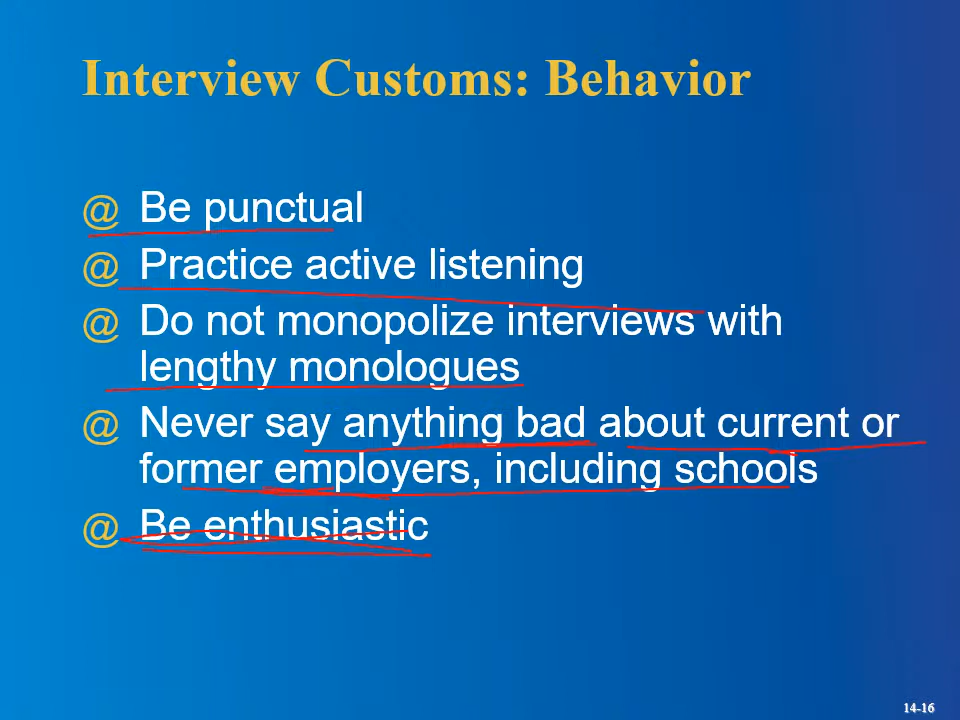 Interview Customs: Behavior
@ Be punctual
@ Practice active listening
@ Do not monopolize interviews with
lengthy monologues
@ Never say anything bad about current or
former employers, including schools
@ Be enthusiastic
14-16